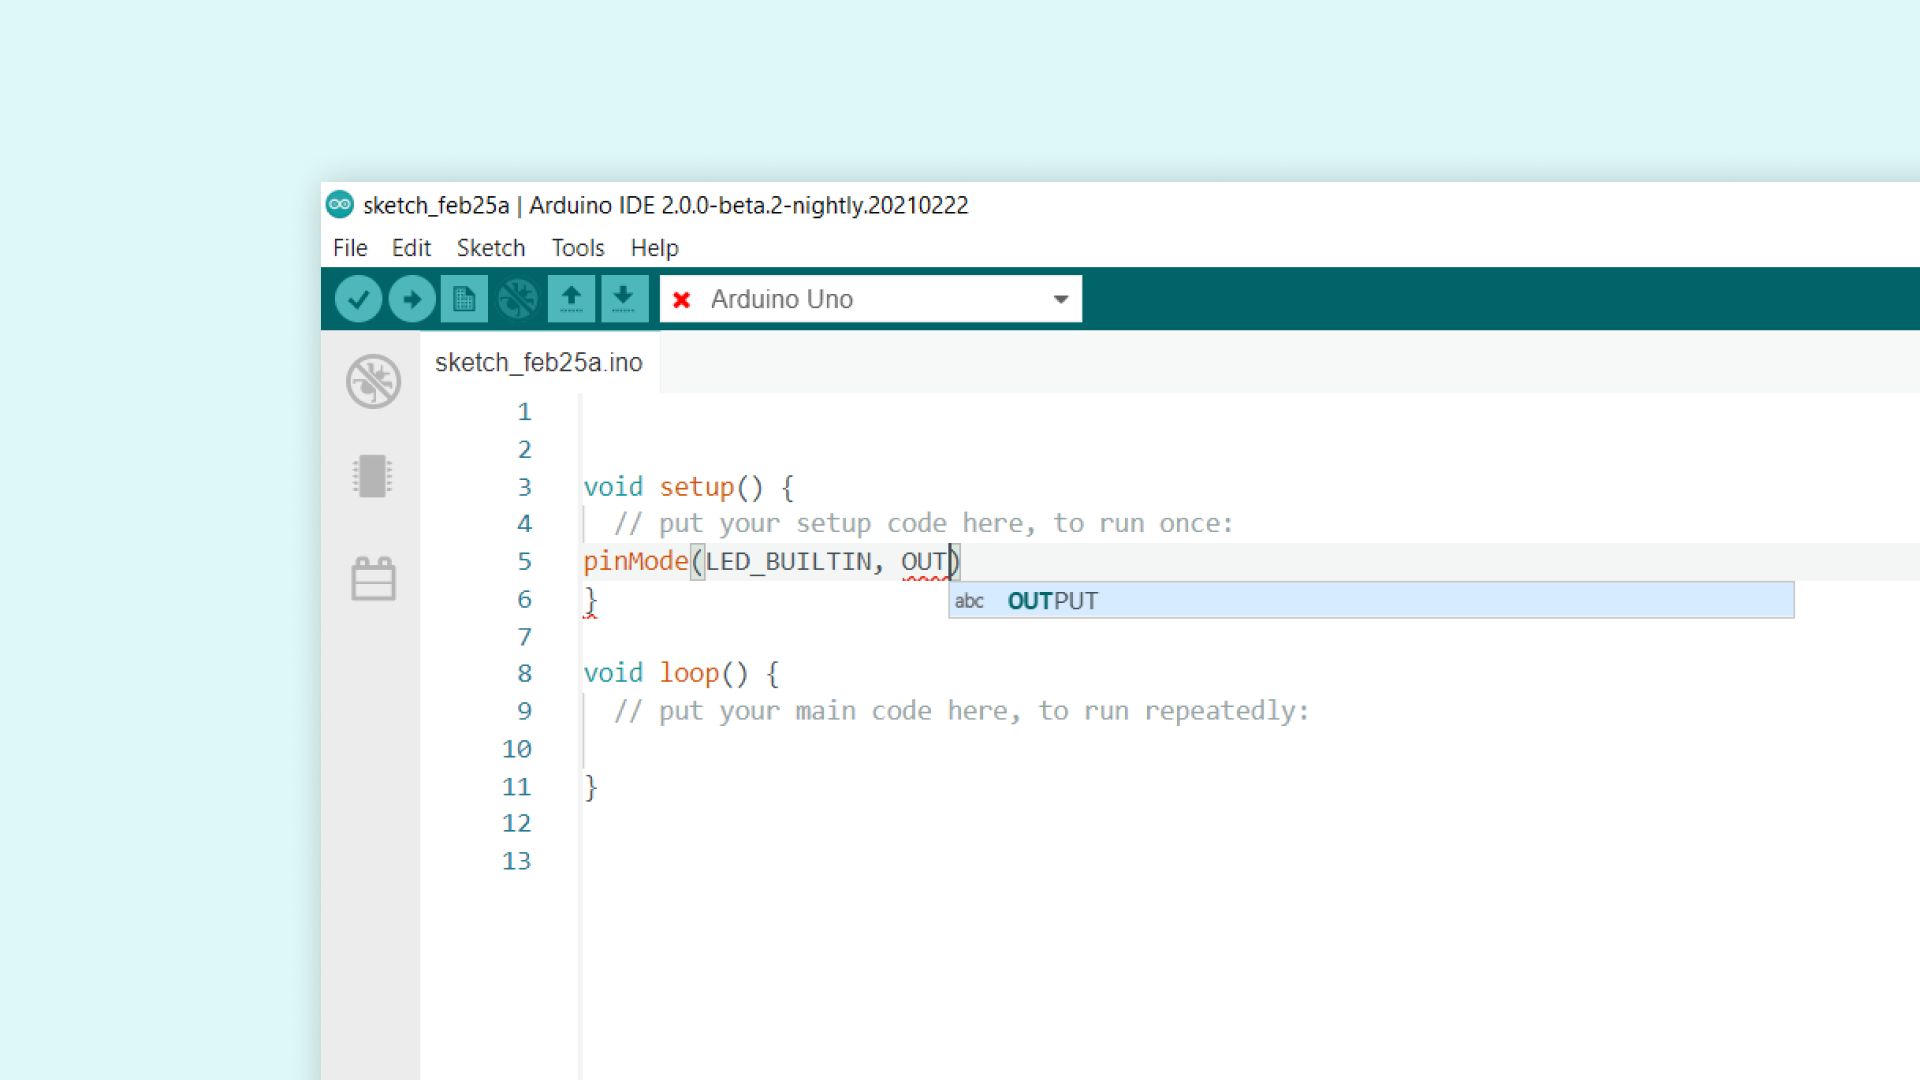 sketch_feb25a | Arduino IDE 2.0.0-beta.2-nightly.20210222
File Edit Sketch Tools Help
Arduino Uno
sketch_feb25a.ino
1
2
3 void setup() {
4 // put your setup code here, to run once:
5 pinMode(LED_BUILTIN, OUT)
abc OUTPUT
6 }
7
8 void loop() {
9 // put your main code here, to run repeatedly:
10
11 }
12
13